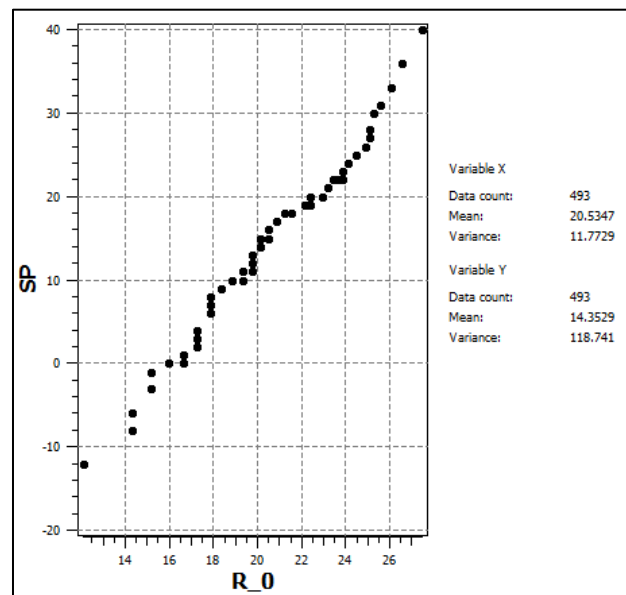 40
30
20
10
0
-10
-20
SP
14 16 18 20 22 24 26
R_0
Variable X
Data count: 493
Mean: 20.5347
Variance: 11.7729
Variable Y
Data count: 493
Mean: 14.3529
Variance: 118.741